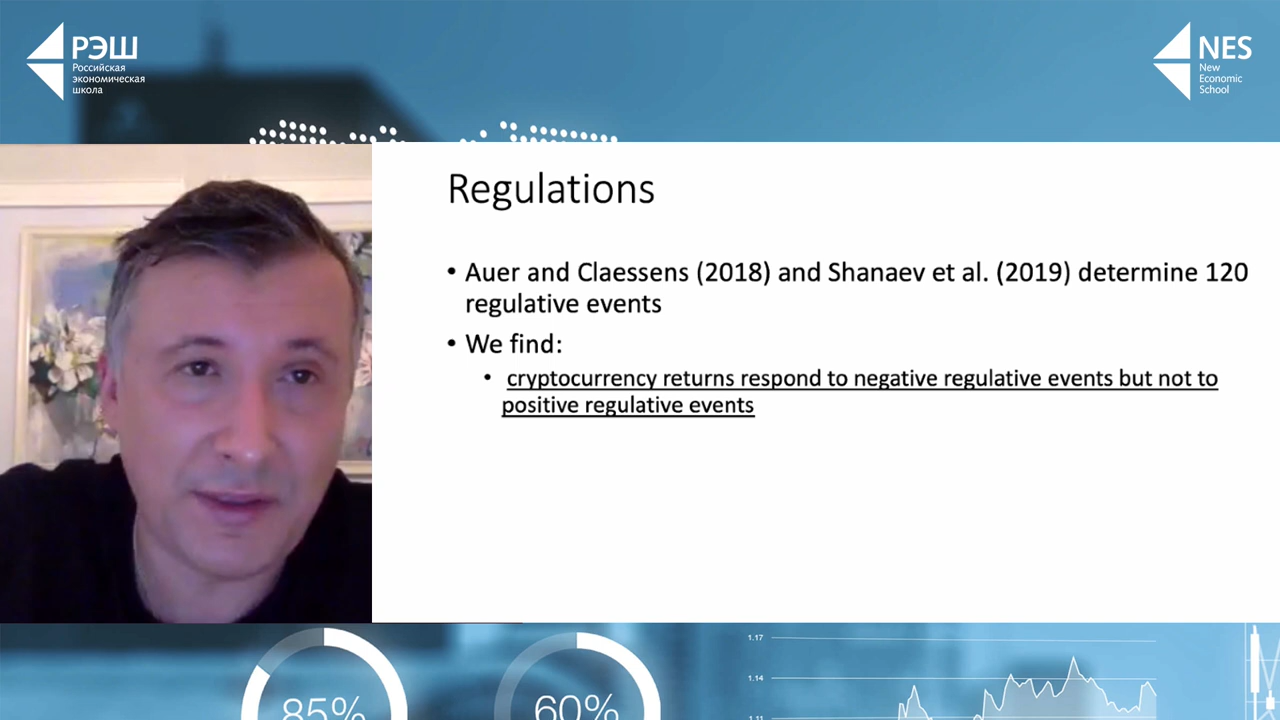 РЭШ
Российская
экономическая
школа
NES
New
Economic
School
Regulations
• Auer and Claessens (2018) and Shanaev et al. (2019) determine 120
regulative events
• We find:
• cryptocurrency returns respond to negative regulative events but not to
positive regulative events
85%
60%
1.17
1.14
1.11